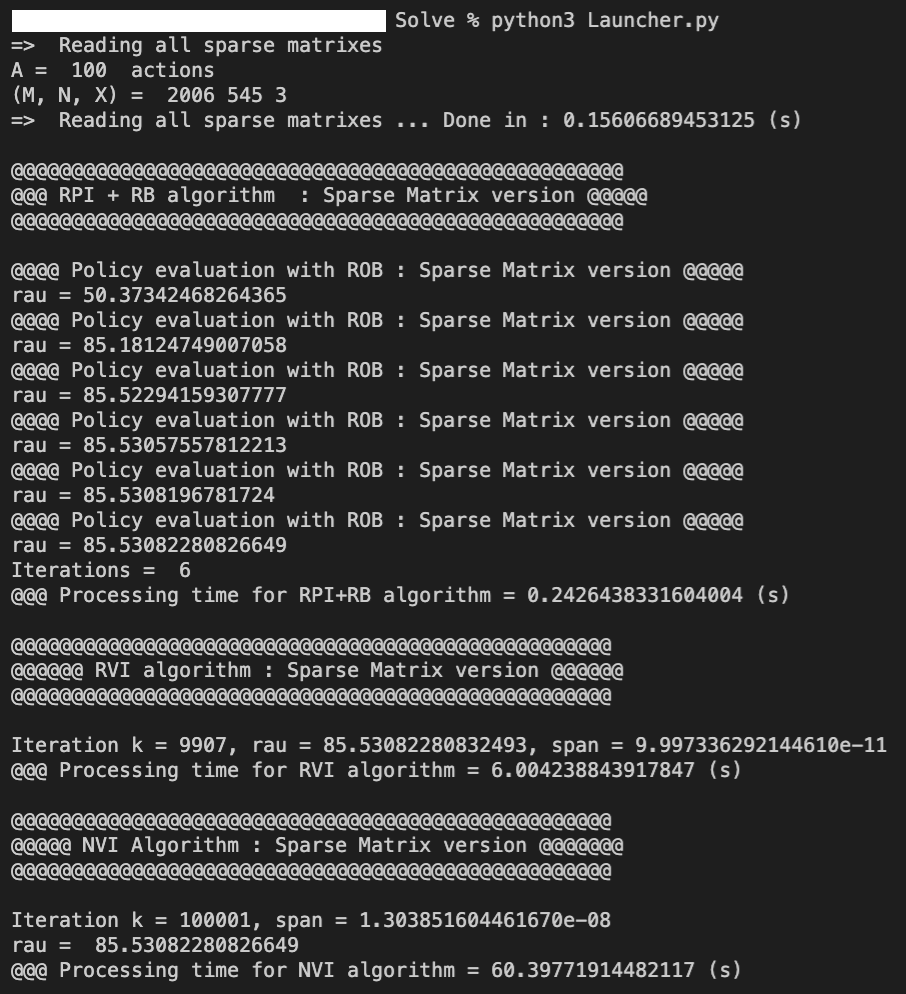 Solve % python3 Launcher.py
=>  Reading all sparse matrixes
A =  100  actions
(M, N, X) =  2006 545 3
=>  Reading all sparse matrixes ... Done in : 0.15606689453125 (s)
@@@@@@@@@@@@@@@@@@@@@@@@@@@@@@@@@@@@@@@@@@@@@@@@@@@
@@@ RPI + RB algorithm  : Sparse Matrix version @@@@@
@@@@@@@@@@@@@@@@@@@@@@@@@@@@@@@@@@@@@@@@@@@@@@@@@@@
@@@@ Policy evaluation with ROB : Sparse Matrix version @@@@@
rau = 50.37342468264365
@@@@ Policy evaluation with ROB : Sparse Matrix version @@@@@
rau = 85.18124749007058
@@@@ Policy evaluation with ROB : Sparse Matrix version @@@@@
rau = 85.52294159307777
@@@@ Policy evaluation with ROB : Sparse Matrix version @@@@@
rau = 85.53057557812213
@@@@ Policy evaluation with ROB : Sparse Matrix version @@@@@
rau = 85.5308196781724
@@@@ Policy evaluation with ROB : Sparse Matrix version @@@@@
rau = 85.53082280826649
Iterations =  6
@@@ Processing time for RPI+RB algorithm = 0.2426438331604004 (s)
@@@@@@@@@@@@@@@@@@@@@@@@@@@@@@@@@@@@@@@@@@@@@@@@@@
@@@@@@ RVI algorithm : Sparse Matrix version @@@@@@
@@@@@@@@@@@@@@@@@@@@@@@@@@@@@@@@@@@@@@@@@@@@@@@@@@
Iteration k = 9907, rau = 85.53082280832493, span = 9.997336292144610e-11
@@@ Processing time for RVI algorithm = 6.004238843917847 (s)
@@@@@@@@@@@@@@@@@@@@@@@@@@@@@@@@@@@@@@@@@@@@@@@@@@
@@@@@ NVI Algorithm : Sparse Matrix version @@@@@@@
@@@@@@@@@@@@@@@@@@@@@@@@@@@@@@@@@@@@@@@@@@@@@@@@@@
Iteration k = 100001, span = 1.303851604461670e-08
rau =  85.53082280826649
@@@ Processing time for NVI algorithm = 60.39771914482117 (s)